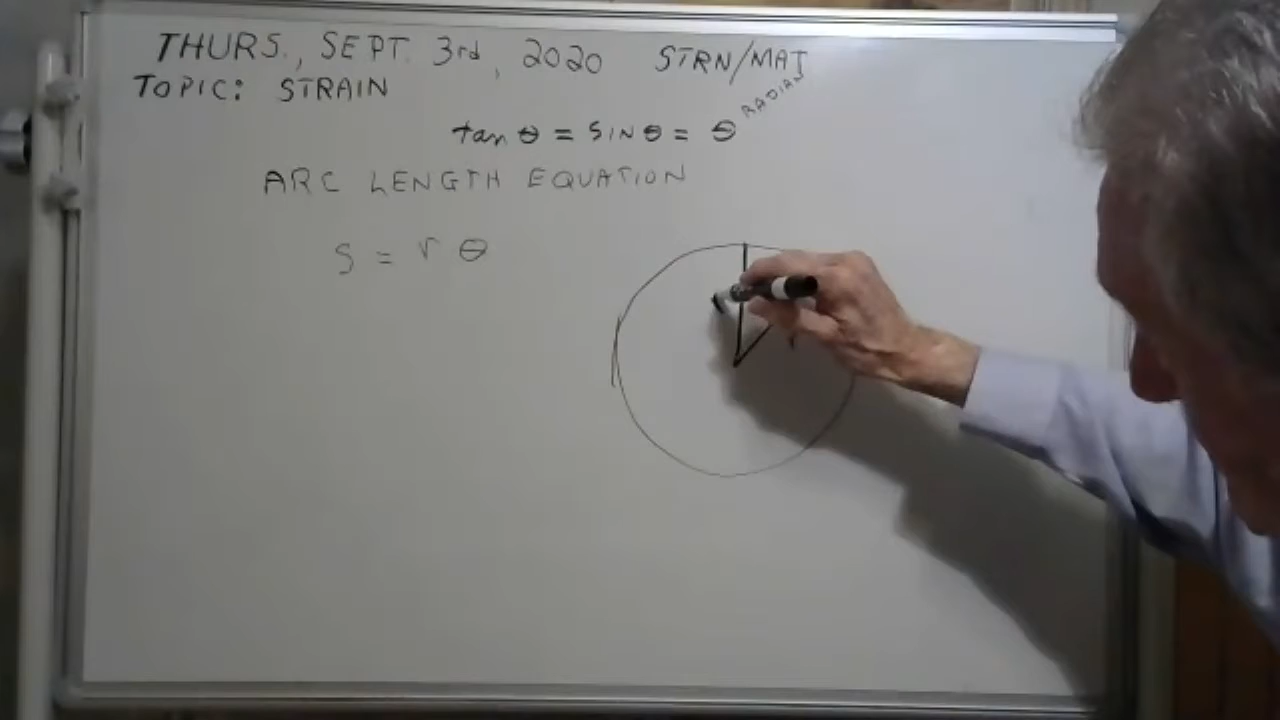 THURS., SEPT. 3rd, 2020 STRN/MAT
TOPIC: STRAIN
tan θ = SIN θ = θ RADIAN
ARC LENGTH EQUATION
S = r θ